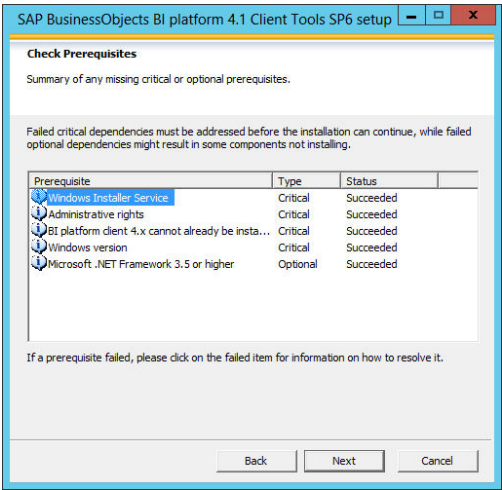 SAP BusinessObjects BI platform 4.1 Client Tools SP6 setup
Check Prerequisites
Summary of any missing critical or optional prerequisites.
Failed critical dependencies must be addressed before the installation can continue, while failed
optional dependencies might result in some components not installing.
Prerequisite Type Status
Windows Installer Service Critical Succeeded
Administrative rights Critical Succeeded
BI platform client 4.x cannot already be insta... Critical Succeeded
Windows version Critical Succeeded
Microsoft .NET Framework 3.5 or higher Optional Succeeded
If a prerequisite failed, please click on the failed item for information on how to resolve it.
Back Next Cancel